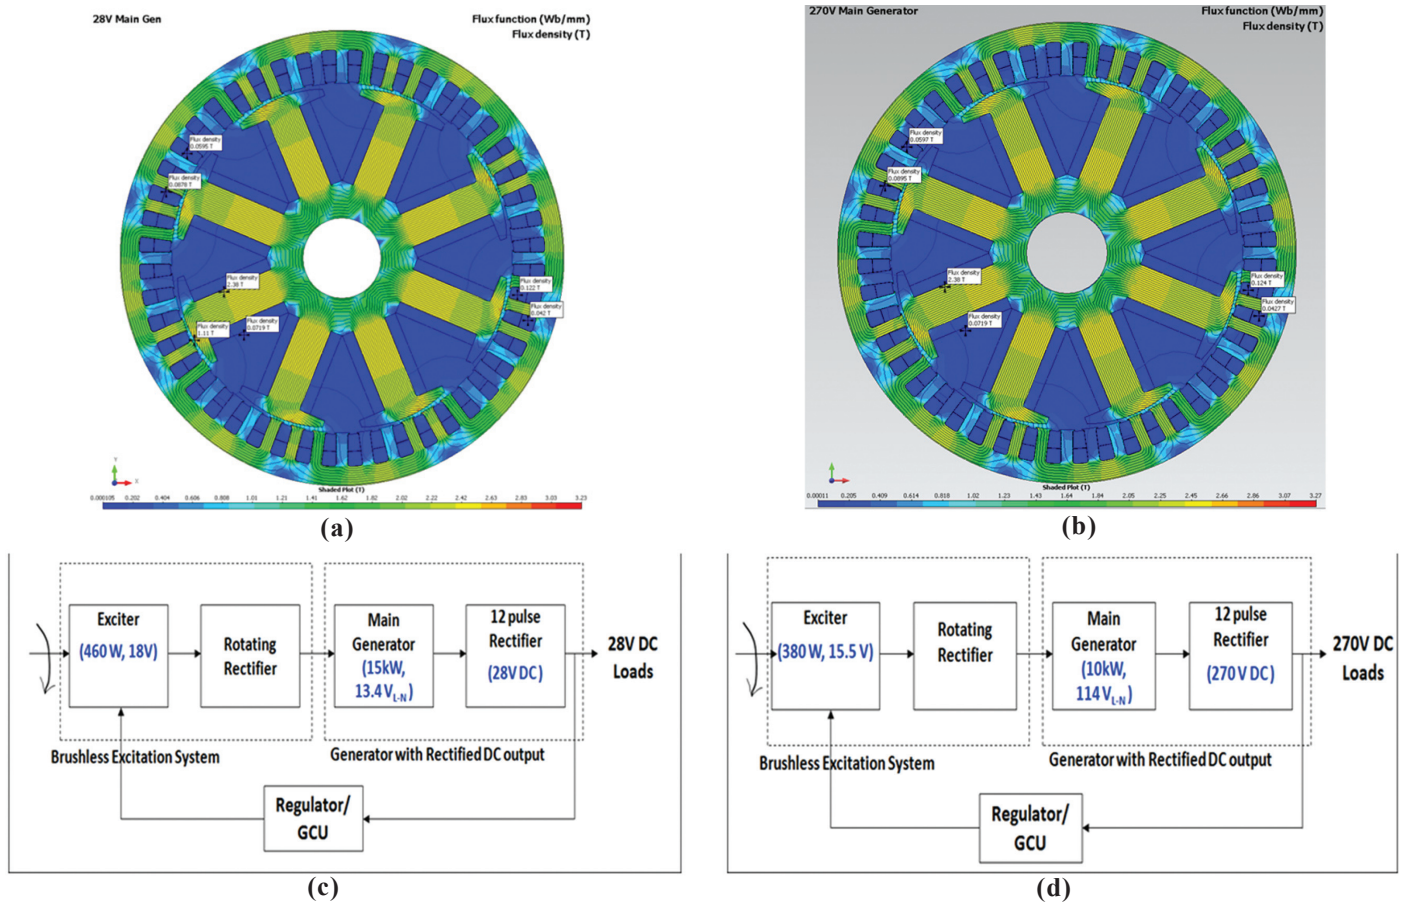 28V Main Gen
Flux function (Wb/mm)
Flux density (T)
Flux density
0.0595 T
Flux density
0.0878 T
Flux density
2.38 T
Flux density
0.0719 T
Flux density
1.11 T
Flux density
0.122 T
Flux density
0.042 T
Y
X
Shaded Plot (T)
0.000105 0.202 0.404 0.606 0.808 1.01 1.21 1.41 1.62 1.82 2.02 2.22 2.42 2.63 2.83 3.03 3.23
(a)
270V Main Generator
Flux function (Wb/mm)
Flux density (T)
Flux density
0.0597 T
Flux density
0.0895 T
Flux density
2.38 T
Flux density
0.0719 T
Flux density
0.124 T
Flux density
0.0427 T
Shaded Plot (T)
0.00011 0.205 0.409 0.614 0.818 1.02 1.23 1.43 1.64 1.84 2.05 2.25 2.45 2.66 2.86 3.07 3.27
(b)
Exciter
(460 W, 18V)
Rotating
Rectifier
Main
Generator
(15kW,
13.4 VL-N )
12 pulse
Rectifier
(28V DC)
28V DC
Loads
Brushless Excitation System
Generator with Rectified DC output
Regulator/
GCU
(c)
Exciter
(380 W, 15.5 V)
Rotating
Rectifier
Main
Generator
(10kW,
114 VL-N )
12 pulse
Rectifier
(270 V DC)
270V DC
Loads
Brushless Excitation System
Generator with Rectified DC output
Regulator/
GCU
(d)